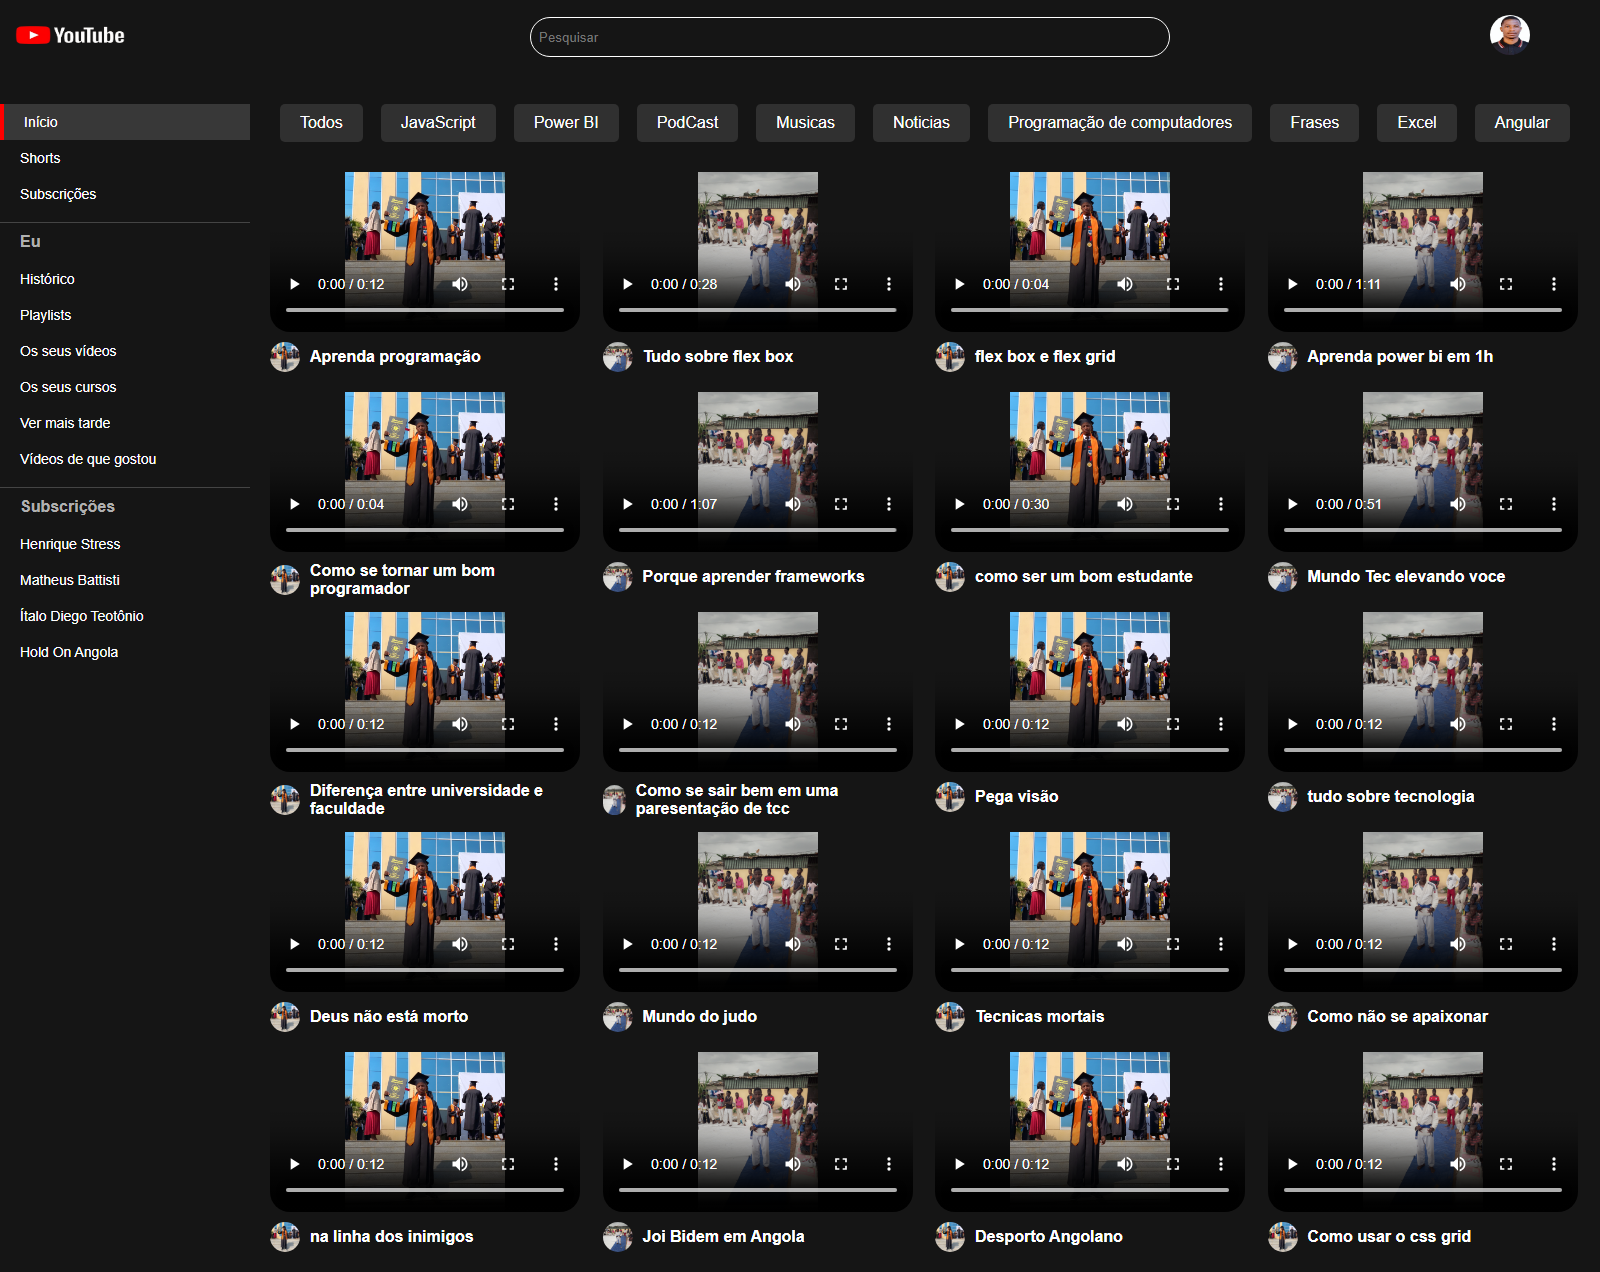 YouTube
Pesquisar
Início
Shorts
Subscrições
Eu
Histórico
Playlists
Os seus vídeos
Os seus cursos
Ver mais tarde
Vídeos de que gostou
Subscrições
Henrique Stress
Matheus Battisti
Ítalo Diego Teotônio
Hold On Angola
Todos JavaScript Power BI PodCast Musicas Noticias Programação de computadores Frases Excel Angular
0:00 / 0:12 0:00 / 0:28 0:00 / 0:04 0:00 / 1:11
Aprenda programação
Tudo sobre flex box
flex box e flex grid
Aprenda power bi em 1h
0:00 / 0:04 0:00 / 1:07 0:00 / 0:30 0:00 / 0:51
Como se tornar um bom
programador
Porque aprender frameworks
como ser um bom estudante
Mundo Tec elevando voce
0:00 / 0:12 0:00 / 0:12 0:00 / 0:12 0:00 / 0:12
Diferença entre universidade e
faculdade
Como se sair bem em uma
paresentação de tcc
Pega visão
tudo sobre tecnologia
0:00 / 0:12 0:00 / 0:12 0:00 / 0:12 0:00 / 0:12
Deus não está morto
Mundo do judo
Tecnicas mortais
Como não se apaixonar
0:00 / 0:12 0:00 / 0:12 0:00 / 0:12 0:00 / 0:12
na linha dos inimigos
Joi Bidem em Angola
Desporto Angolano
Como usar o css grid